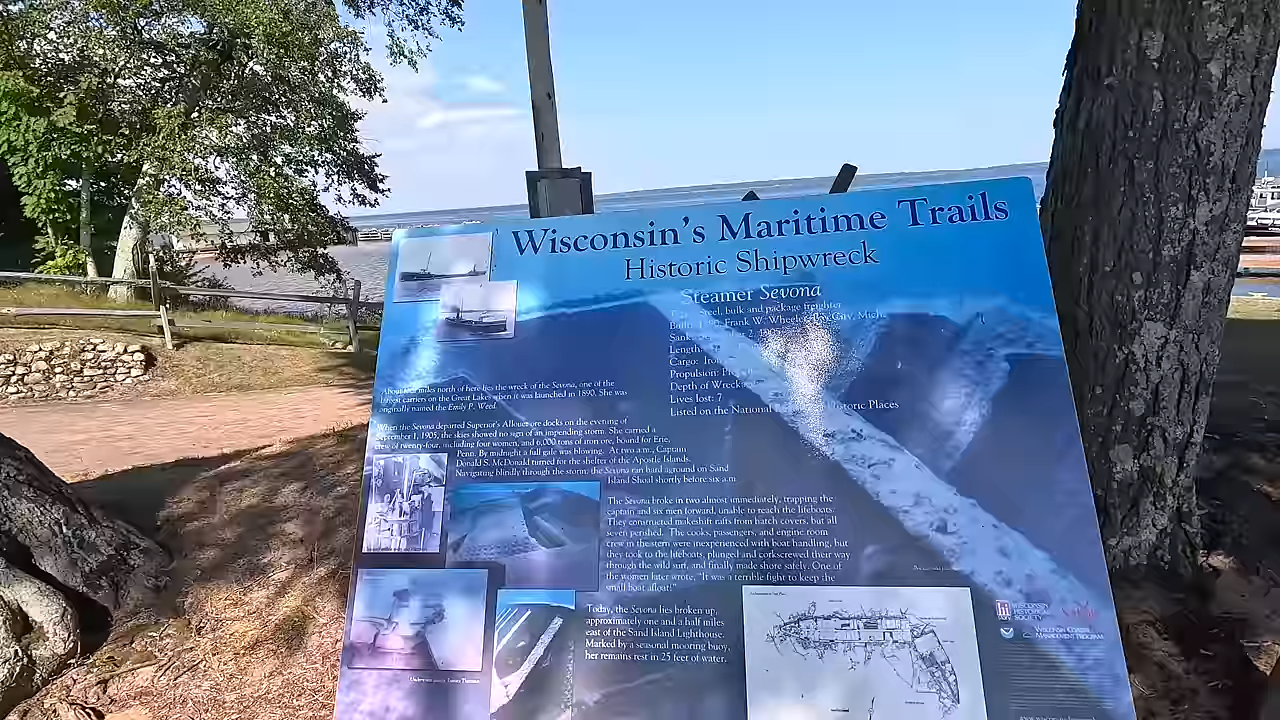 Wisconsin's Maritime Trails
Historic Shipwreck
Steamer Sevona
Steel, bulk and package freighter
Frank W. Wheeler Bay City, Mich.
Sank
Length
Cargo: Iron
Propulsion:
Depth of Wreck
Lives lost: 7
Listed on the National Historic Places
About four miles north of here lies the wreck of the Sevona, one of the
largest carriers on the Great Lakes when it was launched in 1890. She was
originally named the Emily P. Weed.
When the Sevona departed Superior's Allouez ore docks on the evening of
September 1, 1905, the skies showed no sign of an impending storm. She carried a
crew of twenty-four, including four women, and 6,000 tons of iron ore, bound for Erie,
Penn. By midnight a full gale was blowing. At two a.m., Captain
Donald S. McDonald turned for the shelter of the Apostle Islands.
Navigating blindly through the storm, the Sevona ran hard aground on Sand
Island Shoal shortly before six a.m.
The Sevona broke in two almost immediately, trapping the
captain and six men forward, unable to reach the lifeboats.
They constructed makeshift rafts from hatch covers, but all
seven perished. The cooks, passengers, and engine room
crew in the stern were inexperienced with boat handling, but
they took to the lifeboats, plunged and corkscrewed their way
through the wild surf, and finally made shore safely. One of
the women later wrote, "It was a terrible fight to keep the
small boat afloat!"
Today, the Sevona lies broken up,
approximately one and a half miles
east of the Sand Island Lighthouse.
Marked by a seasonal mooring buoy,
her remains rest in 25 feet of water.
WISCONSIN
HISTORICAL
SOCIETY
WISCONSIN COASTAL
MANAGEMENT PROGRAM